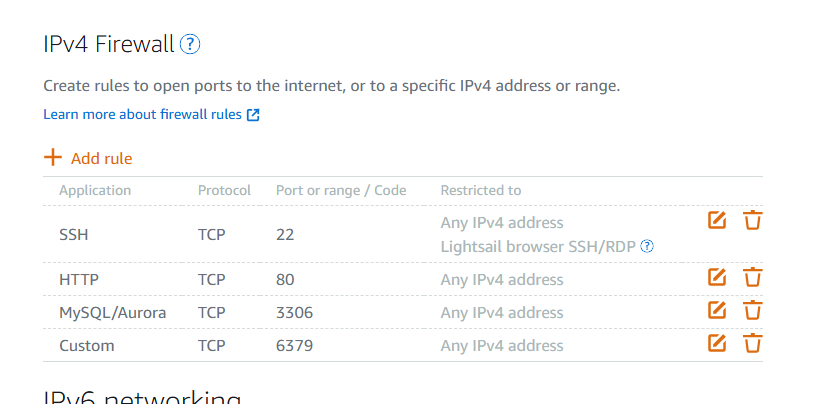 IPv4 Firewall ?
Create rules to open ports to the internet, or to a specific IPv4 address or range.
Learn more about firewall rules
+ Add rule
Application Protocol Port or range / Code Restricted to
SSH TCP 22 Any IPv4 address
Lightsail browser SSH/RDP ?
HTTP TCP 80 Any IPv4 address
MySQL/Aurora TCP 3306 Any IPv4 address
Custom TCP 6379 Any IPv4 address
IPv6 networking